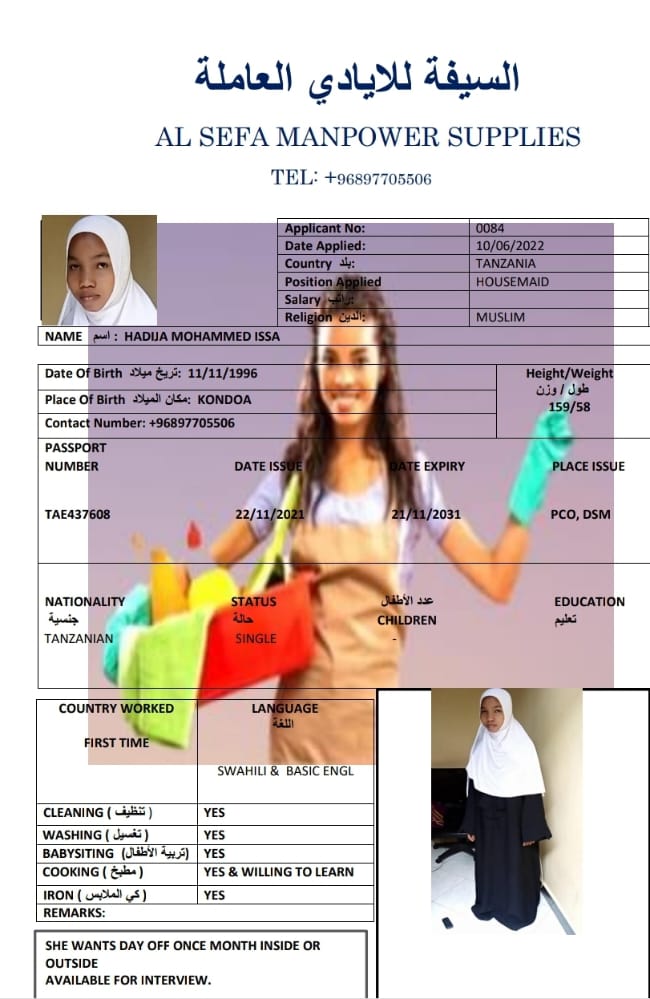 السيفة للايادي العاملة
AL SEFA MANPOWER SUPPLIES
TEL: +96897705506
Applicant No: 0084
Date Applied: 10/06/2022
Country بلد: TANZANIA
Position Applied HOUSEMAID
Salary راتب:
Religion الدين: MUSLIM
NAME اسم : HADIJA MOHAMMED ISSA
Date Of Birth تريخ ميلاد: 11/11/1996
Height/Weight
طول / وزن
159/58
Place Of Birth مكان الميلاد: KONDOA
Contact Number: +96897705506
PASSPORT
NUMBER DATE ISSUE DATE EXPIRY PLACE ISSUE
TAE437608 22/11/2021 21/11/2031 PCO, DSM
NATIONALITY STATUS عدد الأطفال EDUCATION
جنسية حالة CHILDREN تعليم
TANZANIAN SINGLE -
COUNTRY WORKED LANGUAGE
اللغة
FIRST TIME
SWAHILI & BASIC ENGL
CLEANING ( تنظيف ) YES
WASHING ( تغسيل ) YES
BABYSITING (تربية الأطفال) YES
COOKING ( مطبخ ) YES & WILLING TO LEARN
IRON ( كي الملابس ) YES
REMARKS:
SHE WANTS DAY OFF ONCE MONTH INSIDE OR
OUTSIDE
AVAILABLE FOR INTERVIEW.